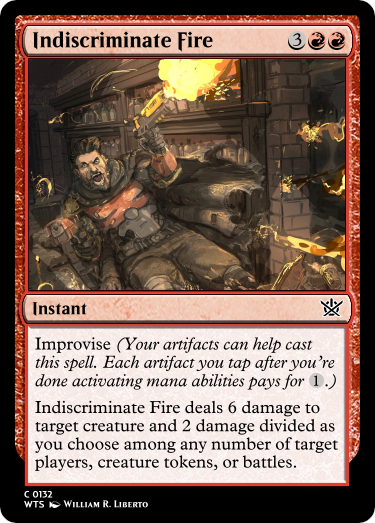 Indiscriminate Fire 3
Instant
Improvise (Your artifacts can help cast
this spell. Each artifact you tap after you're
done activating mana abilities pays for 1.)
Indiscriminate Fire deals 6 damage to
target creature and 2 damage divided as
you choose among any number of target
players, creature tokens, or battles.
C 0132
WTS William R. Liberto